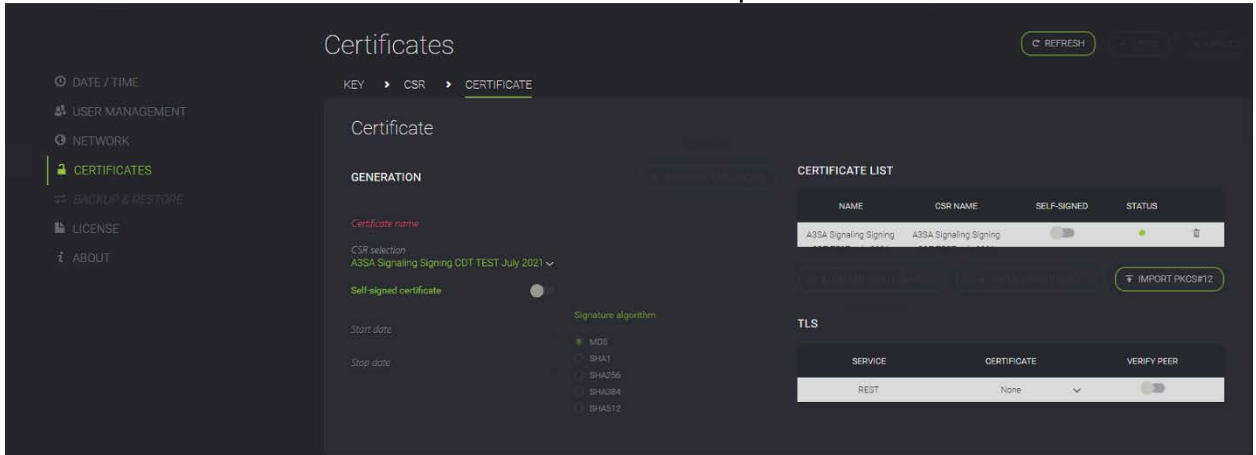 Certificates
REFRESH
DATE / TIME
USER MANAGEMENT
NETWORK
CERTIFICATES
BACKUP & RESTORE
LICENSE
ABOUT
KEY > CSR > CERTIFICATE
Certificate
GENERATION
Certificate name
CSR selection
A3SA Signaling Signing CDT TEST July 2021
Self-signed certificate
Start date
Stop date
Signature algorithm
MD5
SHA1
SHA256
SHA384
SHA512
CERTIFICATE LIST
NAME CSR NAME SELF-SIGNED STATUS
A3SA Signaling Signing A3SA Signaling Signing
IMPORT PKCS#12
TLS
SERVICE CERTIFICATE VERIFY PEER
REST None